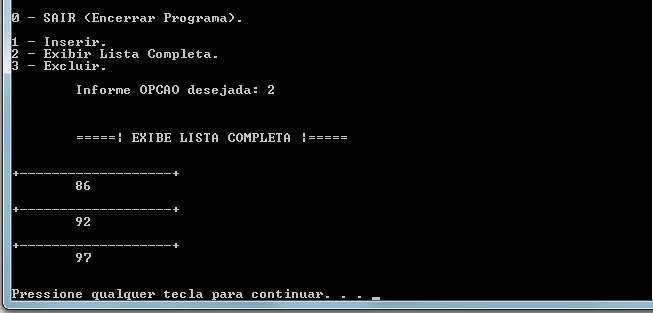 0 - SAIR (Encerrar Programa).
1 - Inserir.
2 - Exibir Lista Completa.
3 - Excluir.
Informe OPCAO desejada: 2
=====¦ EXIBE LISTA COMPLETA ¦=====
+-------------------+
86
+-------------------+
92
+-------------------+
97
Pressione qualquer tecla para continuar. . . _